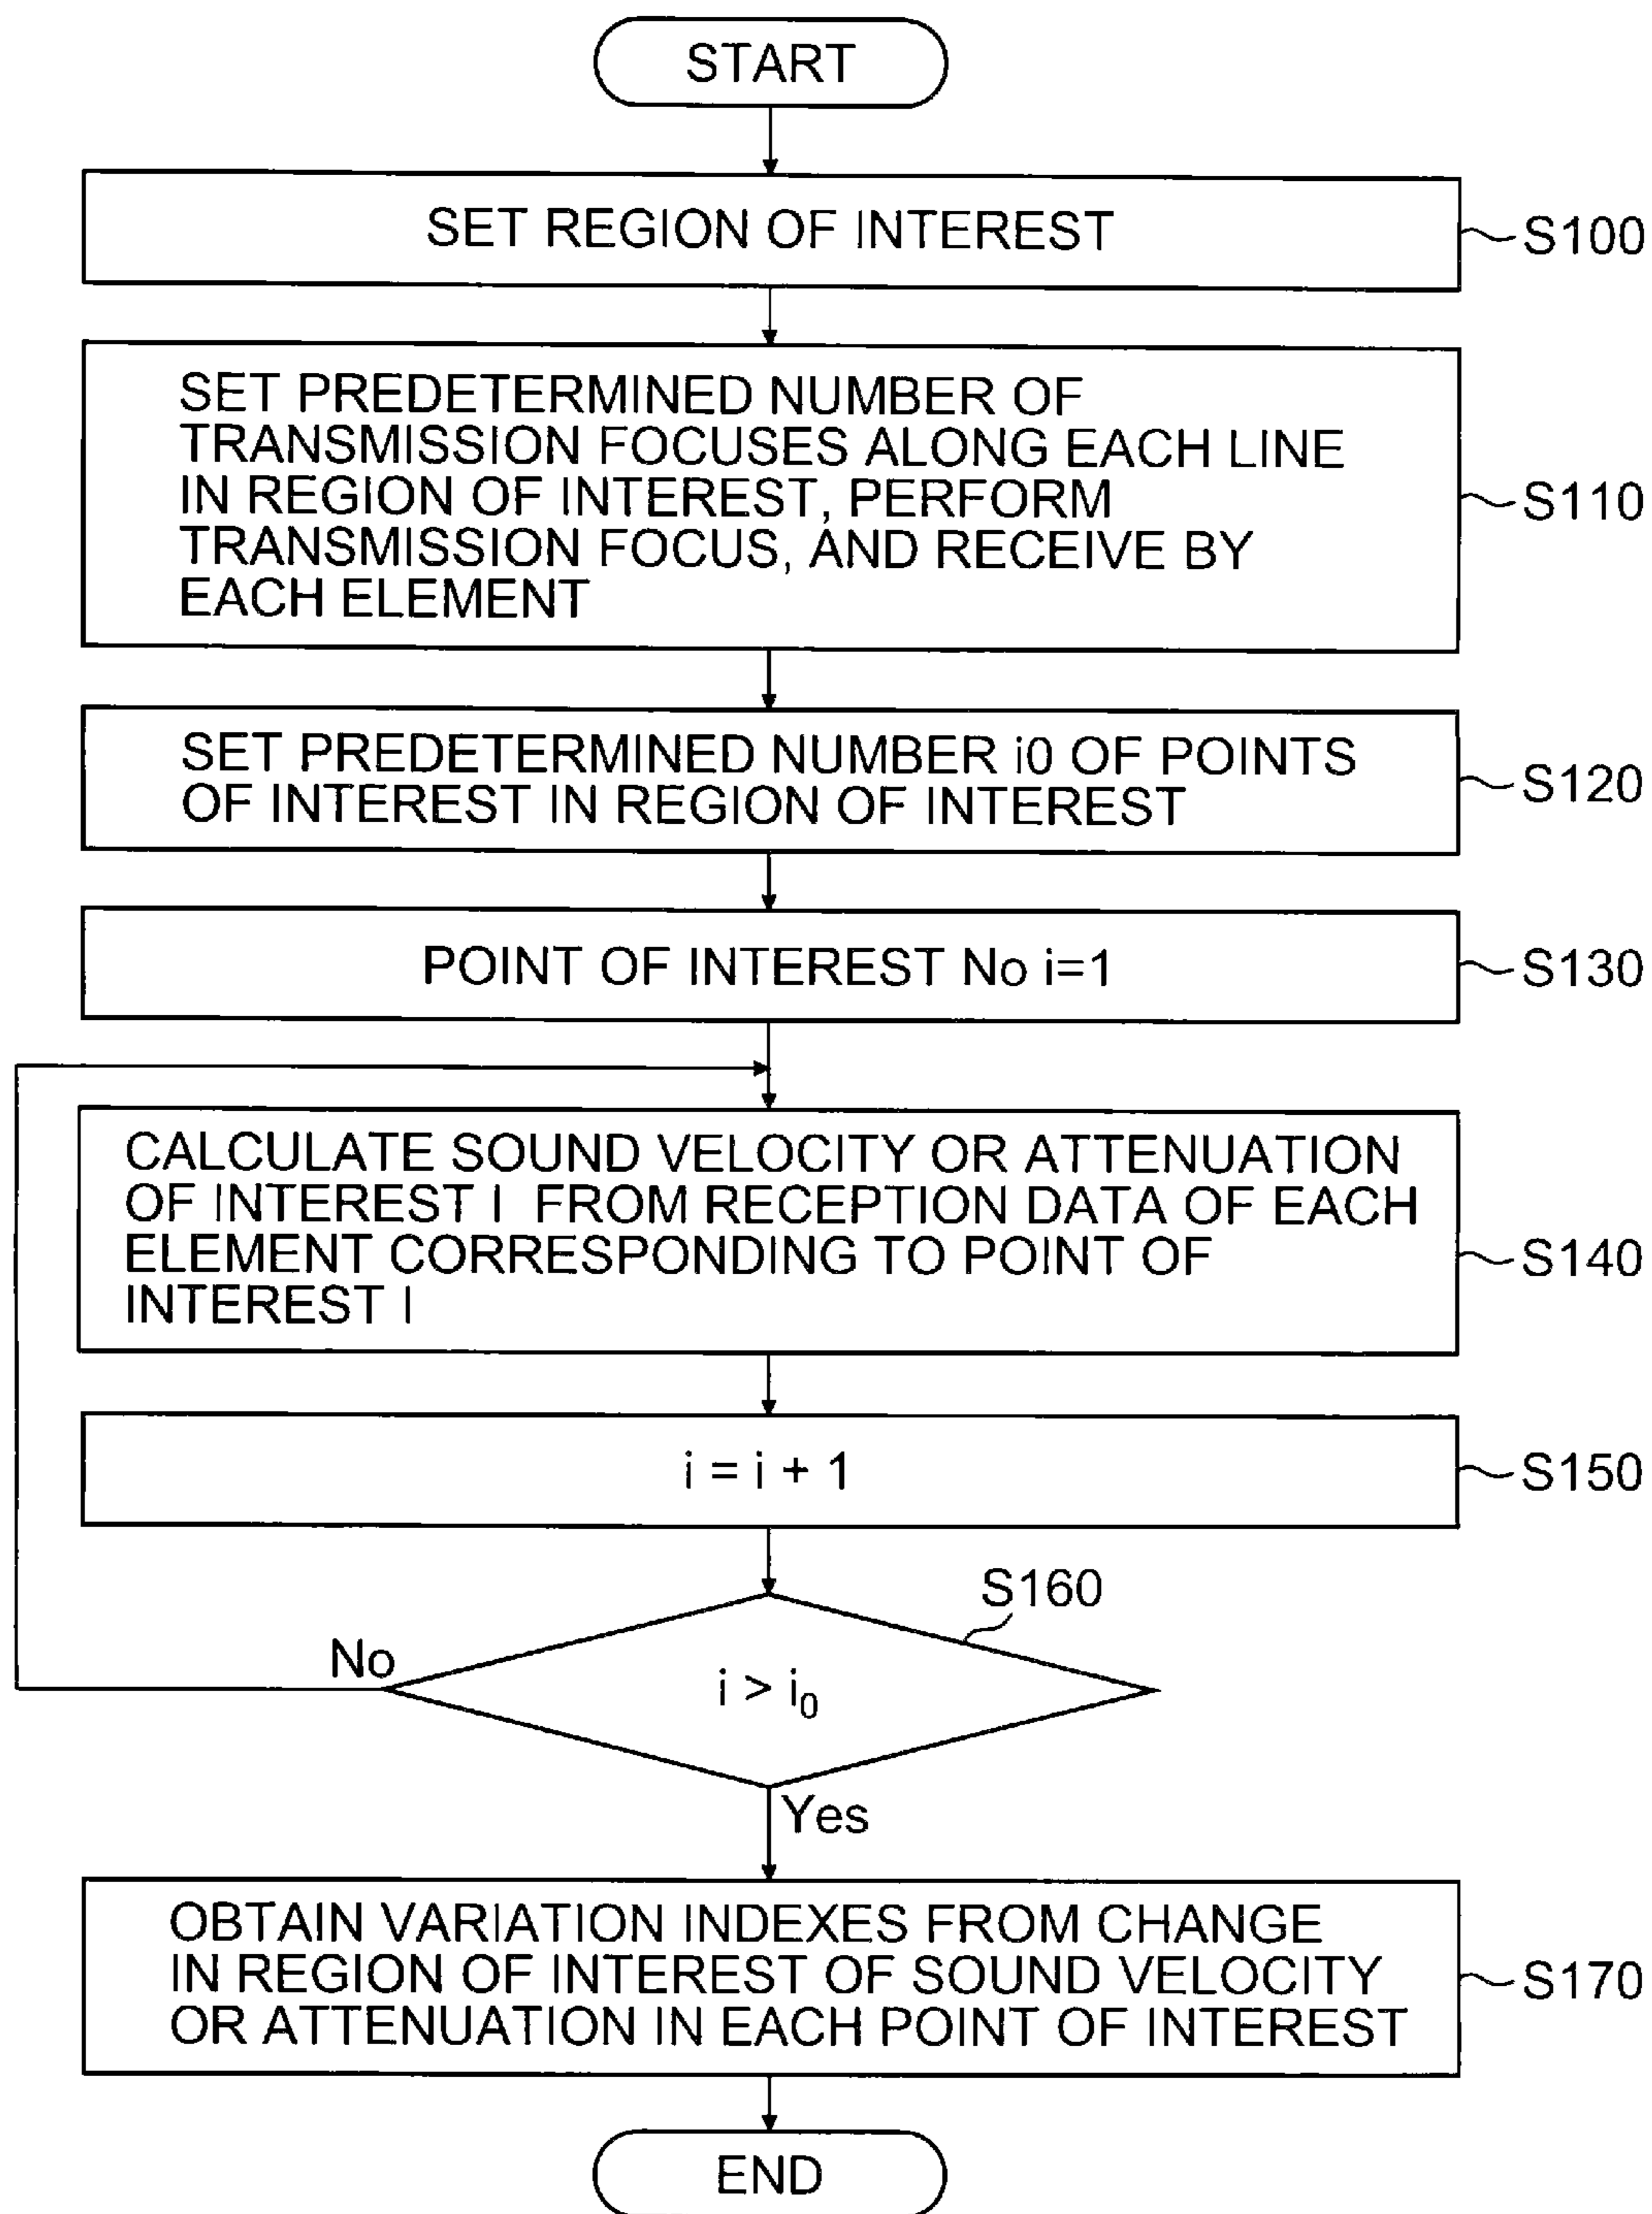 START
SET REGION OF INTEREST
S100
SET PREDETERMINED NUMBER OF
TRANSMISSION FOCUSES ALONG EACH LINE
IN REGION OF INTEREST, PERFORM
TRANSMISSION FOCUS, AND RECEIVE BY
EACH ELEMENT
S110
SET PREDETERMINED NUMBER i0 OF POINTS
OF INTEREST IN REGION OF INTEREST
S120
POINT OF INTEREST No i=1
S130
CALCULATE SOUND VELOCITY OR ATTENUATION
OF INTEREST I FROM RECEPTION DATA OF EACH
ELEMENT CORRESPONDING TO POINT OF
INTEREST I
S140
i = i + 1
S150
S160
No
i > i₀
Yes
OBTAIN VARIATION INDEXES FROM CHANGE
IN REGION OF INTEREST OF SOUND VELOCITY
OR ATTENUATION IN EACH POINT OF INTEREST
S170
END